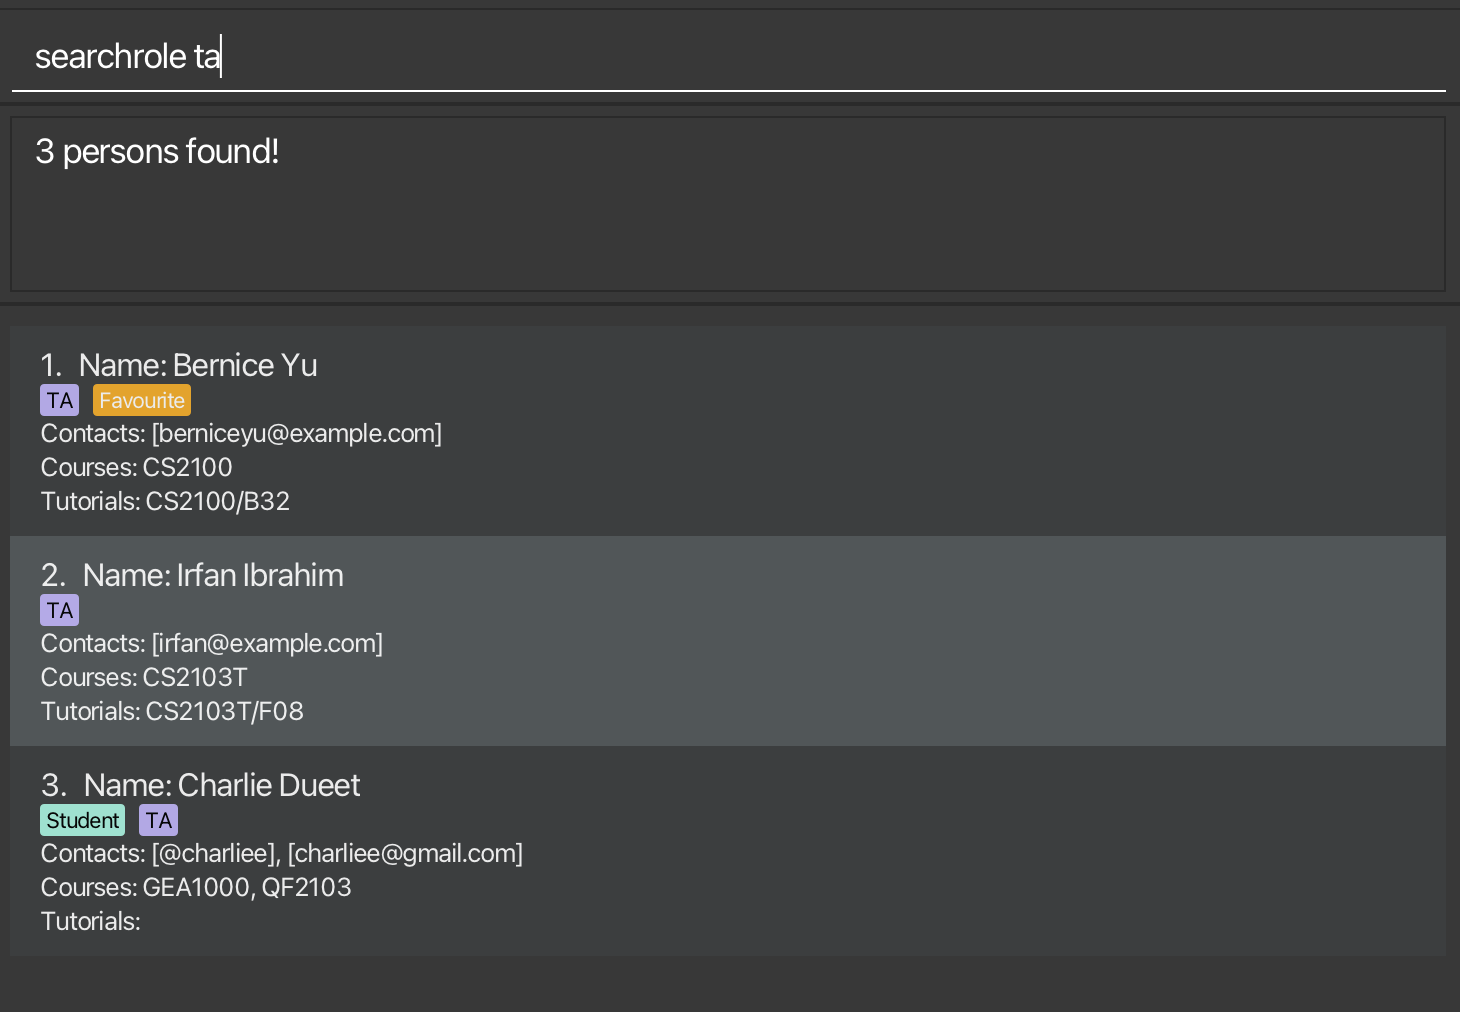 searchrole ta
3 persons found!
1. Name: Bernice Yu
TA Favourite
Contacts: [berniceyu@example.com]
Courses: CS2100
Tutorials: CS2100/B32
2. Name: Irfan Ibrahim
TA
Contacts: [irfan@example.com]
Courses: CS2103T
Tutorials: CS2103T/F08
3. Name: Charlie Dueet
Student TA
Contacts: [@charliee], [charliee@gmail.com]
Courses: GEA1000, QF2103
Tutorials: